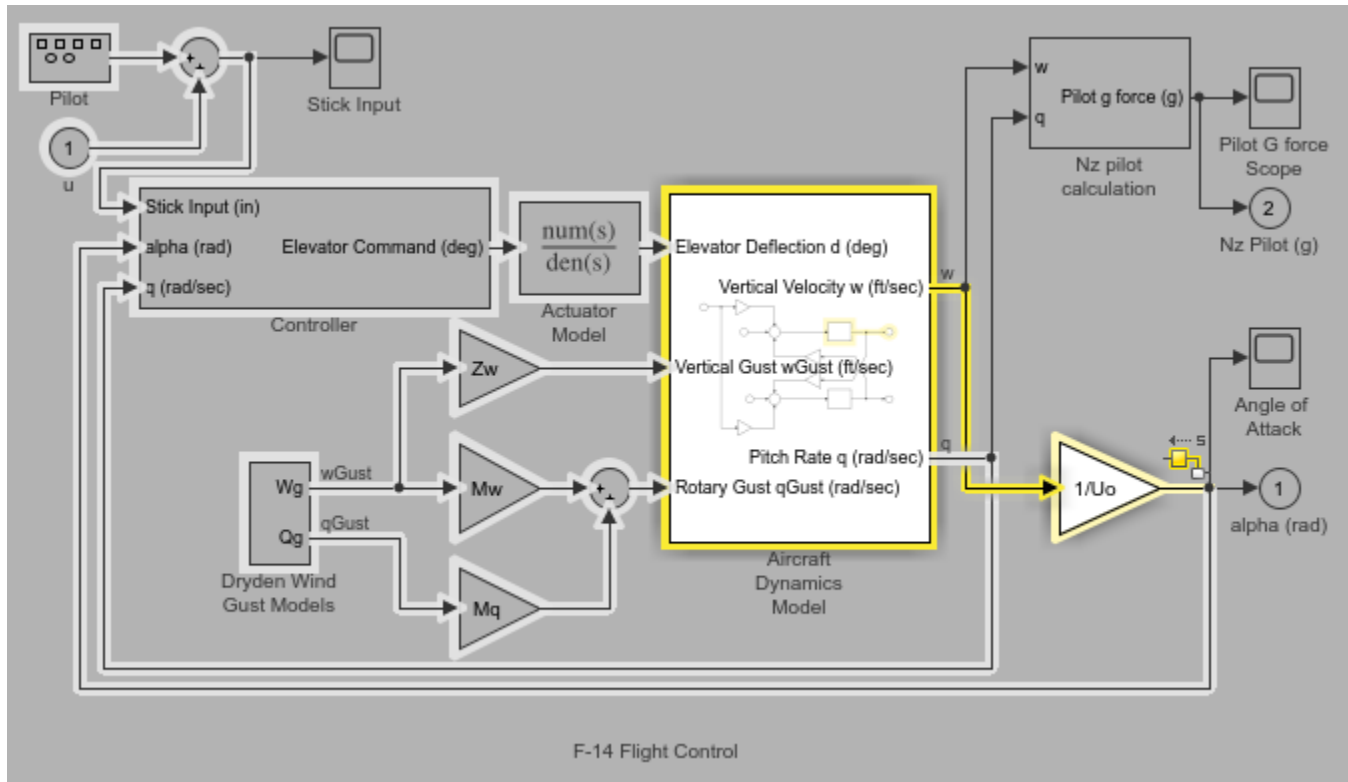 Pilot
+
+
Stick Input
1
u
w
q
Pilot g force (g)
Nz pilot
calculation
Pilot G force
Scope
2
Nz Pilot (g)
Stick Input (in)
alpha (rad)
q (rad/sec)
Elevator Command (deg)
Controller
num(s)
den(s)
Actuator
Model
Elevator Deflection d (deg)
Vertical Velocity w (ft/sec)
Vertical Gust wGust (ft/sec)
Pitch Rate q (rad/sec)
Rotary Gust qGust (rad/sec)
Aircraft
Dynamics
Model
w
q
Zw
Mw
Mq
+
+
Wg
Qg
wGust
qGust
Dryden Wind
Gust Models
1/Uo
s
Angle of
Attack
1
alpha (rad)
F-14 Flight Control